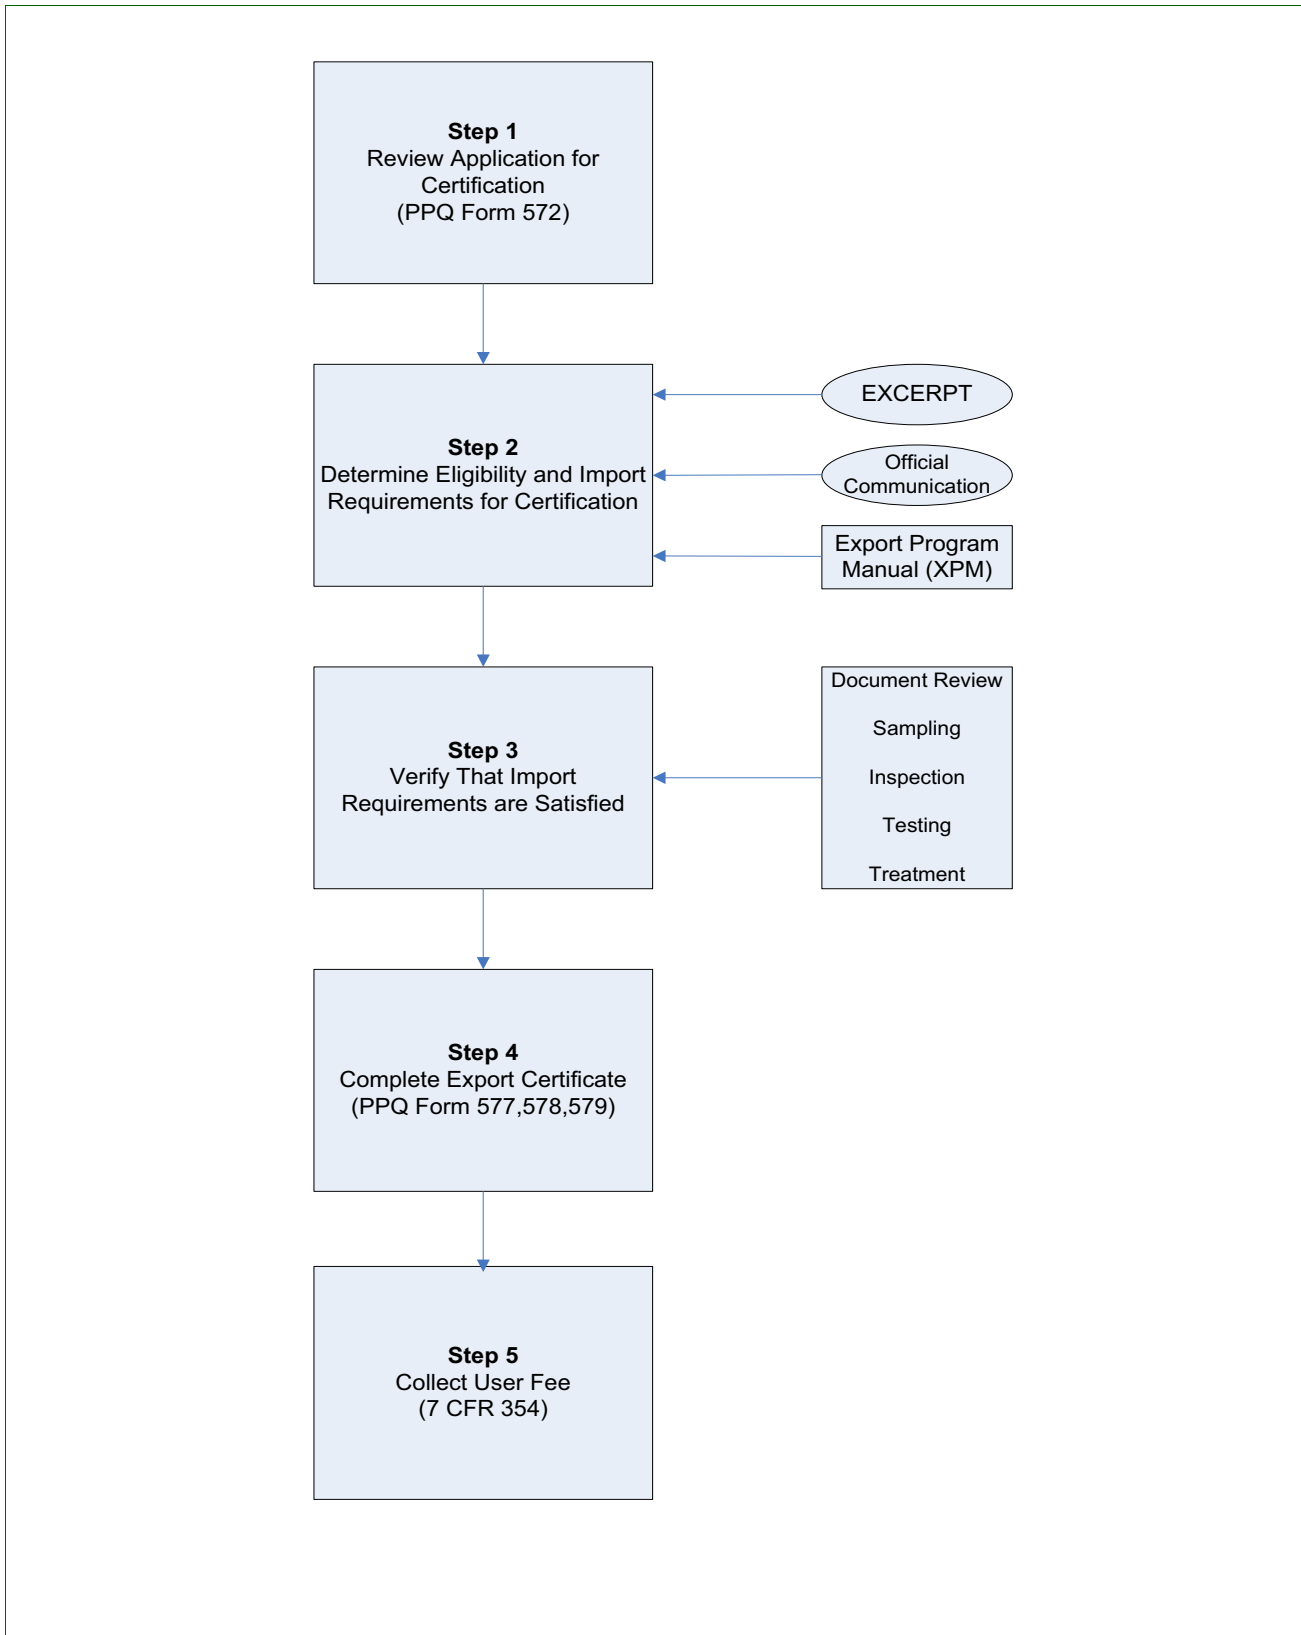 Step 1
Review Application for
Certification
(PPQ Form 572)
Step 2
Determine Eligibility and Import
Requirements for Certification
EXCERPT
Official
Communication
Export Program
Manual (XPM)
Step 3
Verify That Import
Requirements are Satisfied
Document Review
Sampling
Inspection
Testing
Treatment
Step 4
Complete Export Certificate
(PPQ Form 577,578,579)
Step 5
Collect User Fee
(7 CFR 354)